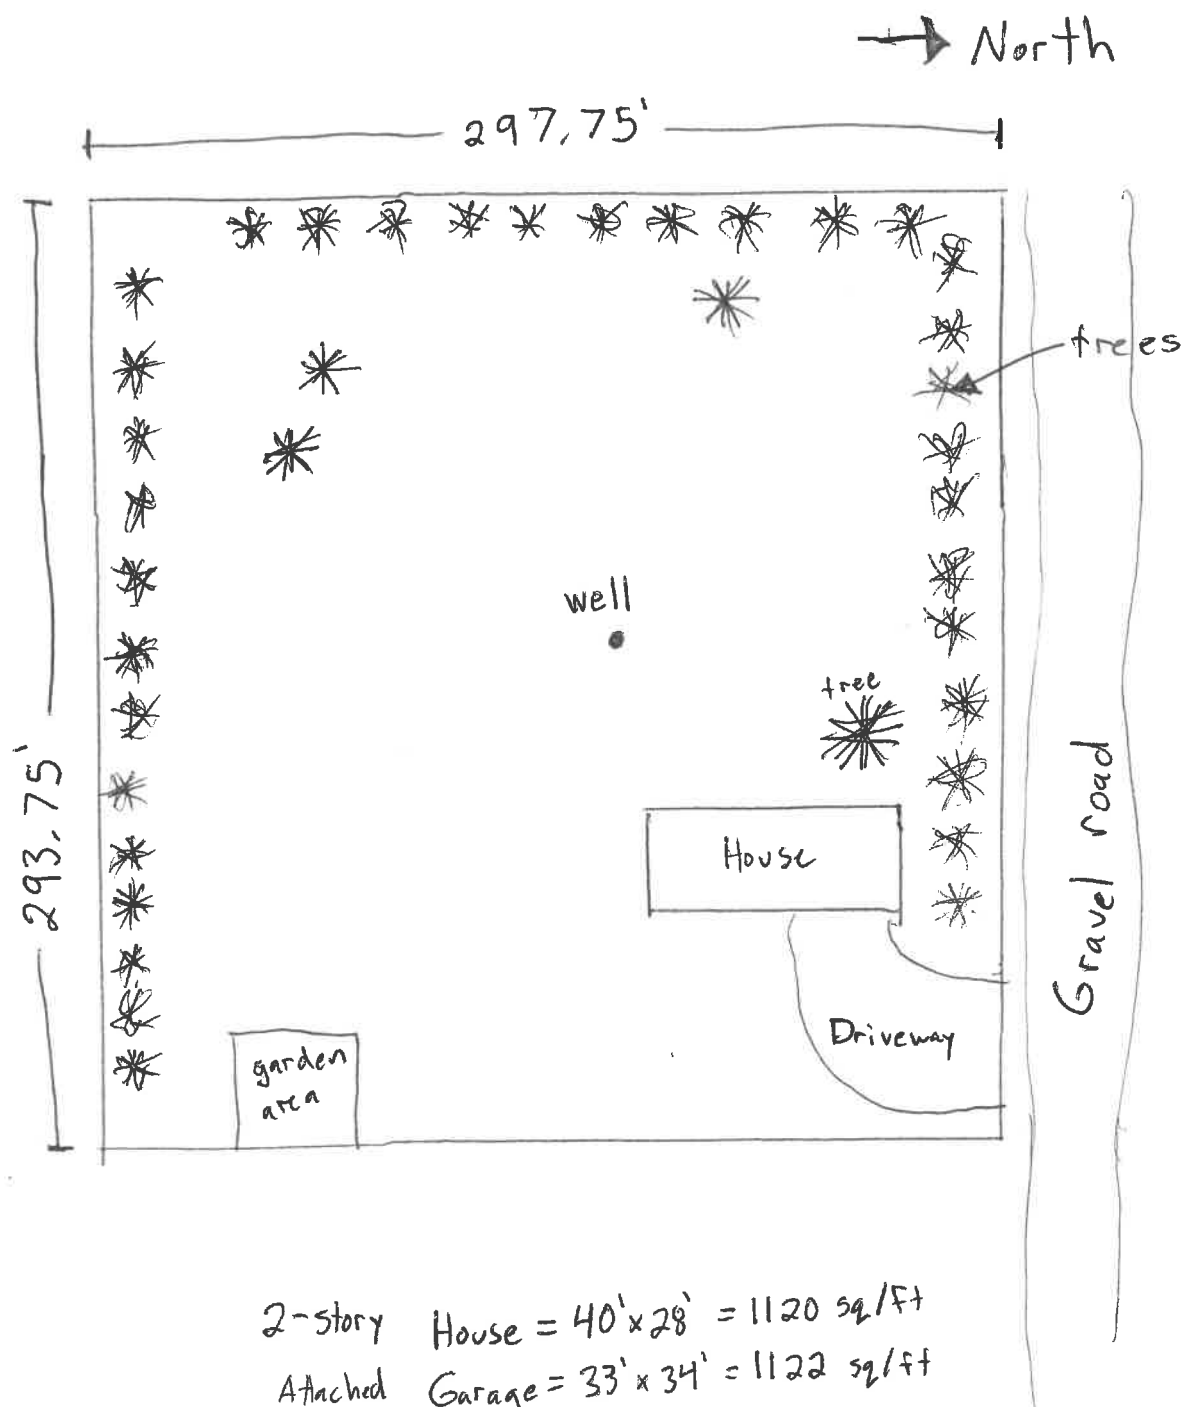 North
297.75'
trees
well
tree
293.75'
House
Gravel road
Driveway
garden
area
2-story House = 40'x28' = 1120 sq/ft
Attached Garage = 33'x34' = 1122 sq/ft